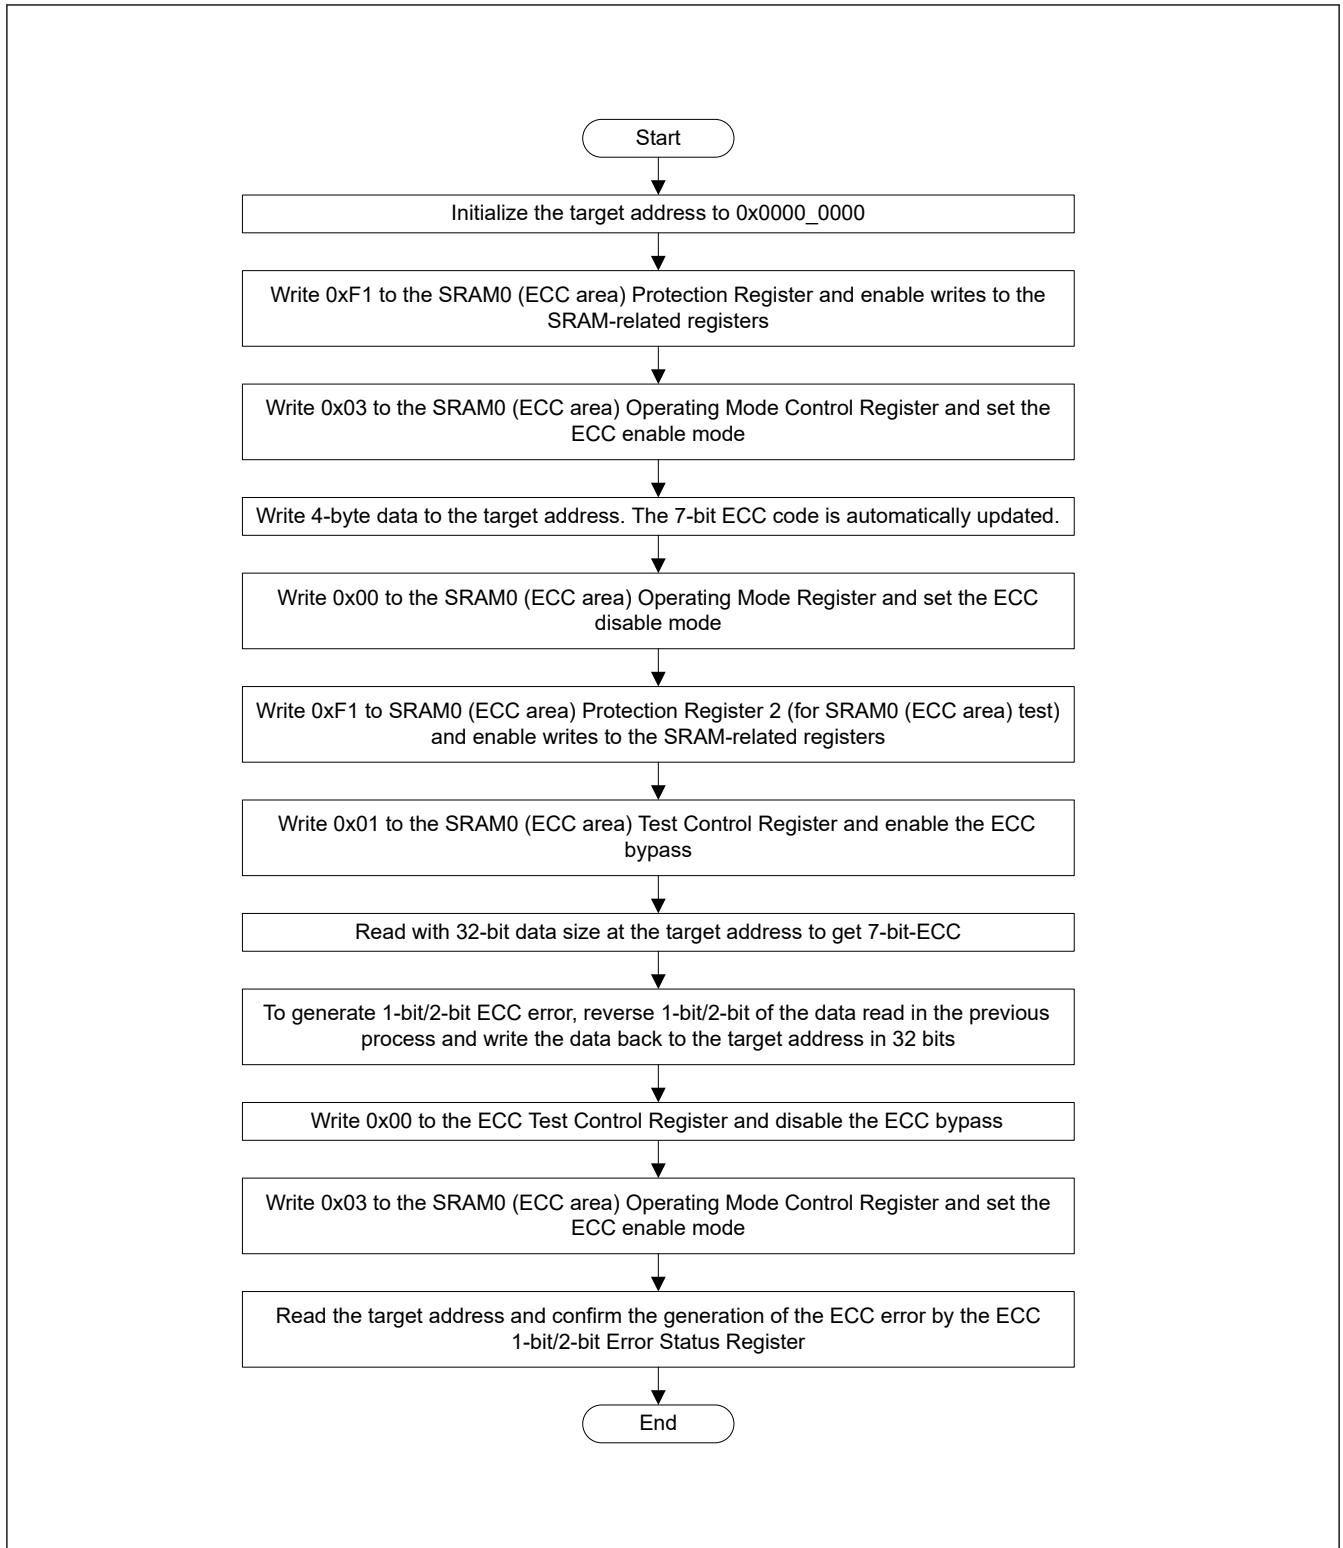 Start
Initialize the target address to 0x0000_0000
Write 0xF1 to the SRAM0 (ECC area) Protection Register and enable writes to the
SRAM-related registers
Write 0x03 to the SRAM0 (ECC area) Operating Mode Control Register and set the
ECC enable mode
Write 4-byte data to the target address. The 7-bit ECC code is automatically updated.
Write 0x00 to the SRAM0 (ECC area) Operating Mode Register and set the ECC
disable mode
Write 0xF1 to SRAM0 (ECC area) Protection Register 2 (for SRAM0 (ECC area) test)
and enable writes to the SRAM-related registers
Write 0x01 to the SRAM0 (ECC area) Test Control Register and enable the ECC
bypass
Read with 32-bit data size at the target address to get 7-bit-ECC
To generate 1-bit/2-bit ECC error, reverse 1-bit/2-bit of the data read in the previous
process and write the data back to the target address in 32 bits
Write 0x00 to the ECC Test Control Register and disable the ECC bypass
Write 0x03 to the SRAM0 (ECC area) Operating Mode Control Register and set the
ECC enable mode
Read the target address and confirm the generation of the ECC error by the ECC
1-bit/2-bit Error Status Register
End